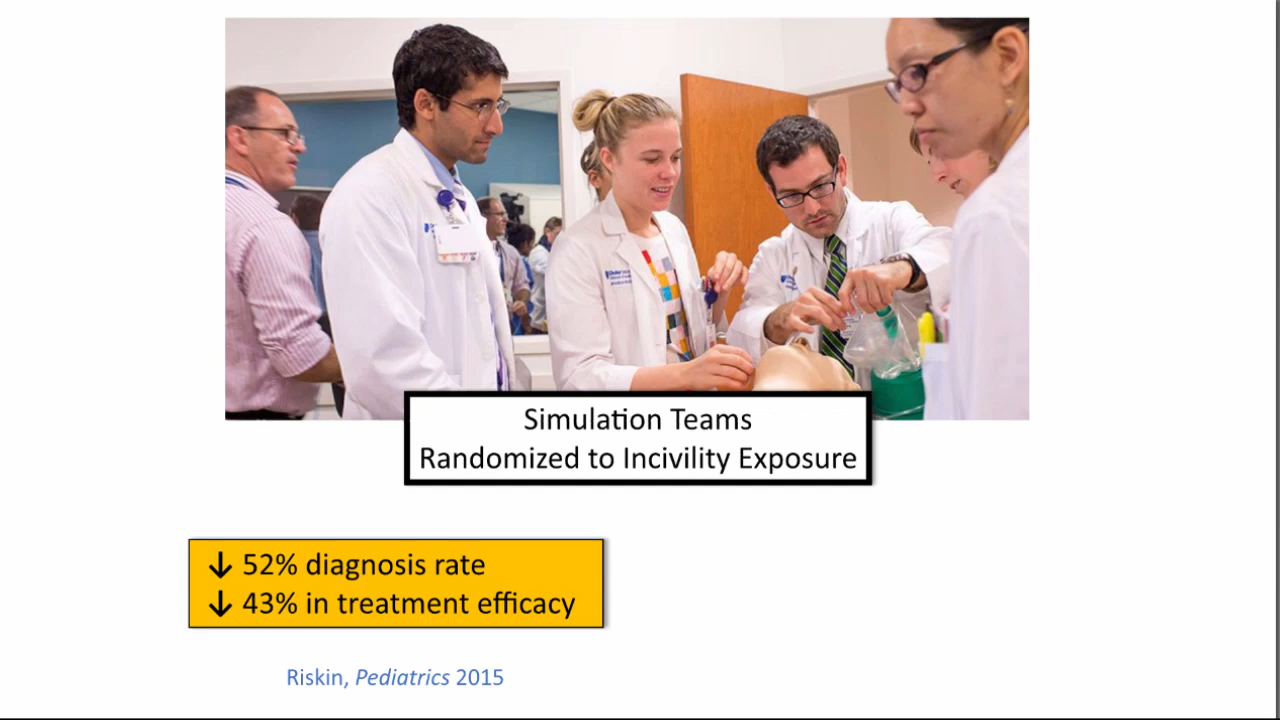 Simulation Teams
Randomized to Incivility Exposure
↓ 52% diagnosis rate
↓ 43% in treatment efficacy
Riskin, Pediatrics 2015